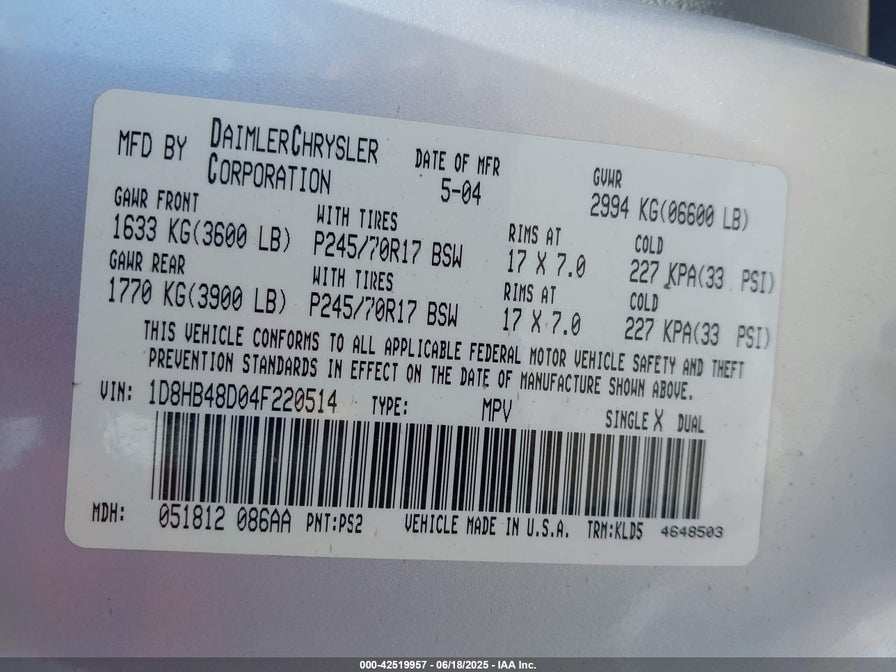 MFD BY DAIMLERCHRYSLER CORPORATION DATE OF MFR 5-04 GVWR 2994 KG(06600 LB)
GAWR FRONT WITH TIRES RIMS AT COLD
1633 KG(3600 LB) P245/70R17 BSW 17 X 7.0 227 KPA(33 PSI)
GAWR REAR WITH TIRES RIMS AT COLD
1770 KG(3900 LB) P245/70R17 BSW 17 X 7.0 227 KPA(33 PSI)
THIS VEHICLE CONFORMS TO ALL APPLICABLE FEDERAL MOTOR VEHICLE SAFETY AND THEFT
PREVENTION STANDARDS IN EFFECT ON THE DATE OF MANUFACTURE SHOWN ABOVE.
VIN: 1D8HB48D04F220514 TYPE: MPV SINGLE X DUAL
MDH: 051812 086AA PNT:PS2 VEHICLE MADE IN U.S.A. TRM:KLD5 4648503
000-42519957 - 06/18/2025 - IAA Inc.